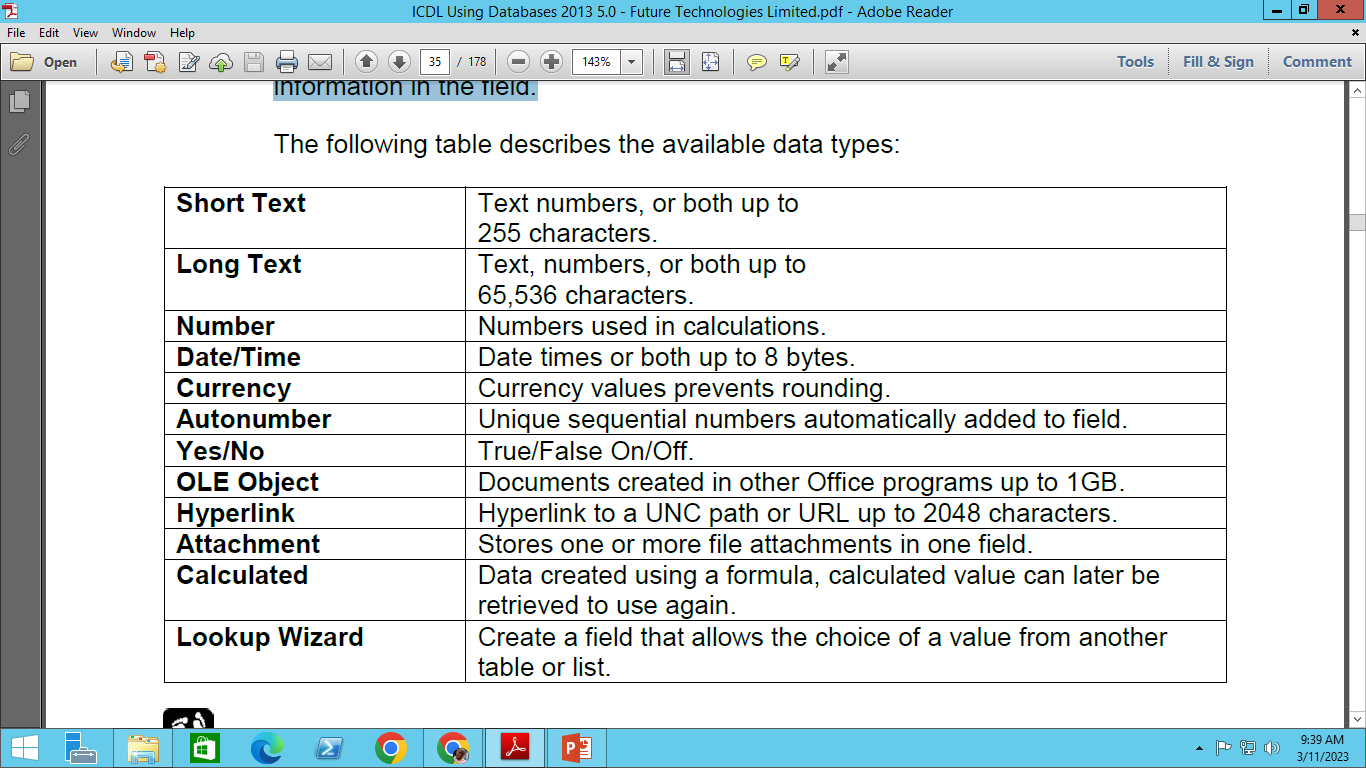 ICDL Using Databases 2013 5.0 - Future Technologies Limited.pdf - Adobe Reader
File Edit View Window Help
Open 35 / 178 143% Tools Fill & Sign Comment
information in the field.
The following table describes the available data types:
Short Text Text numbers, or both up to
255 characters.
Long Text Text, numbers, or both up to
65,536 characters.
Number Numbers used in calculations.
Date/Time Date times or both up to 8 bytes.
Currency Currency values prevents rounding.
Autonumber Unique sequential numbers automatically added to field.
Yes/No True/False On/Off.
OLE Object Documents created in other Office programs up to 1GB.
Hyperlink Hyperlink to a UNC path or URL up to 2048 characters.
Attachment Stores one or more file attachments in one field.
Calculated Data created using a formula, calculated value can later be
retrieved to use again.
Lookup Wizard Create a field that allows the choice of a value from another
table or list.
9:39 AM
3/11/2023